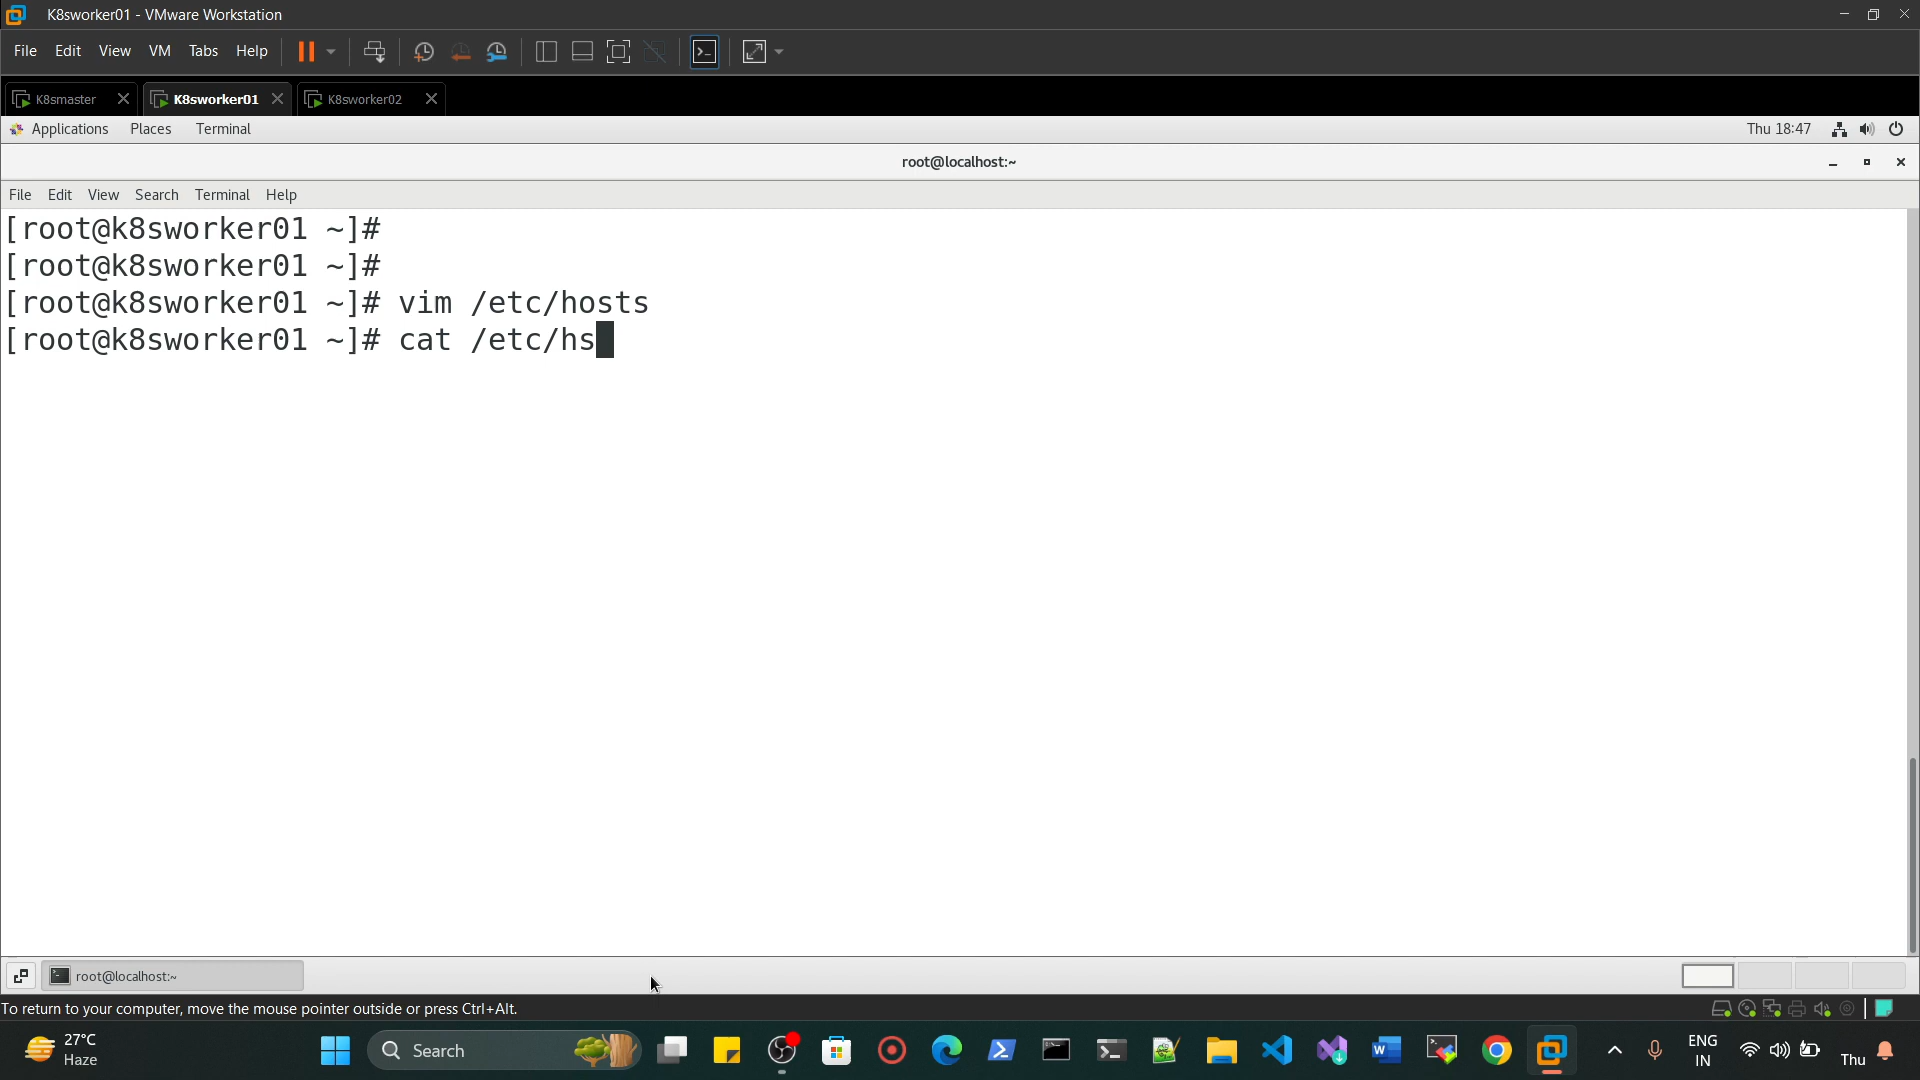 K8sworker01 - VMware Workstation
File Edit View VM Tabs Help
K8smaster K8sworker01 K8sworker02
Applications Places Terminal Thu 18:47
root@localhost:~
File Edit View Search Terminal Help
[root@k8sworker01 ~]#
[root@k8sworker01 ~]#
[root@k8sworker01 ~]# vim /etc/hosts
[root@k8sworker01 ~]# cat /etc/hs
root@localhost:~
To return to your computer, move the mouse pointer outside or press Ctrl+Alt.
27°C
Haze
Search
ENG
IN
Thu